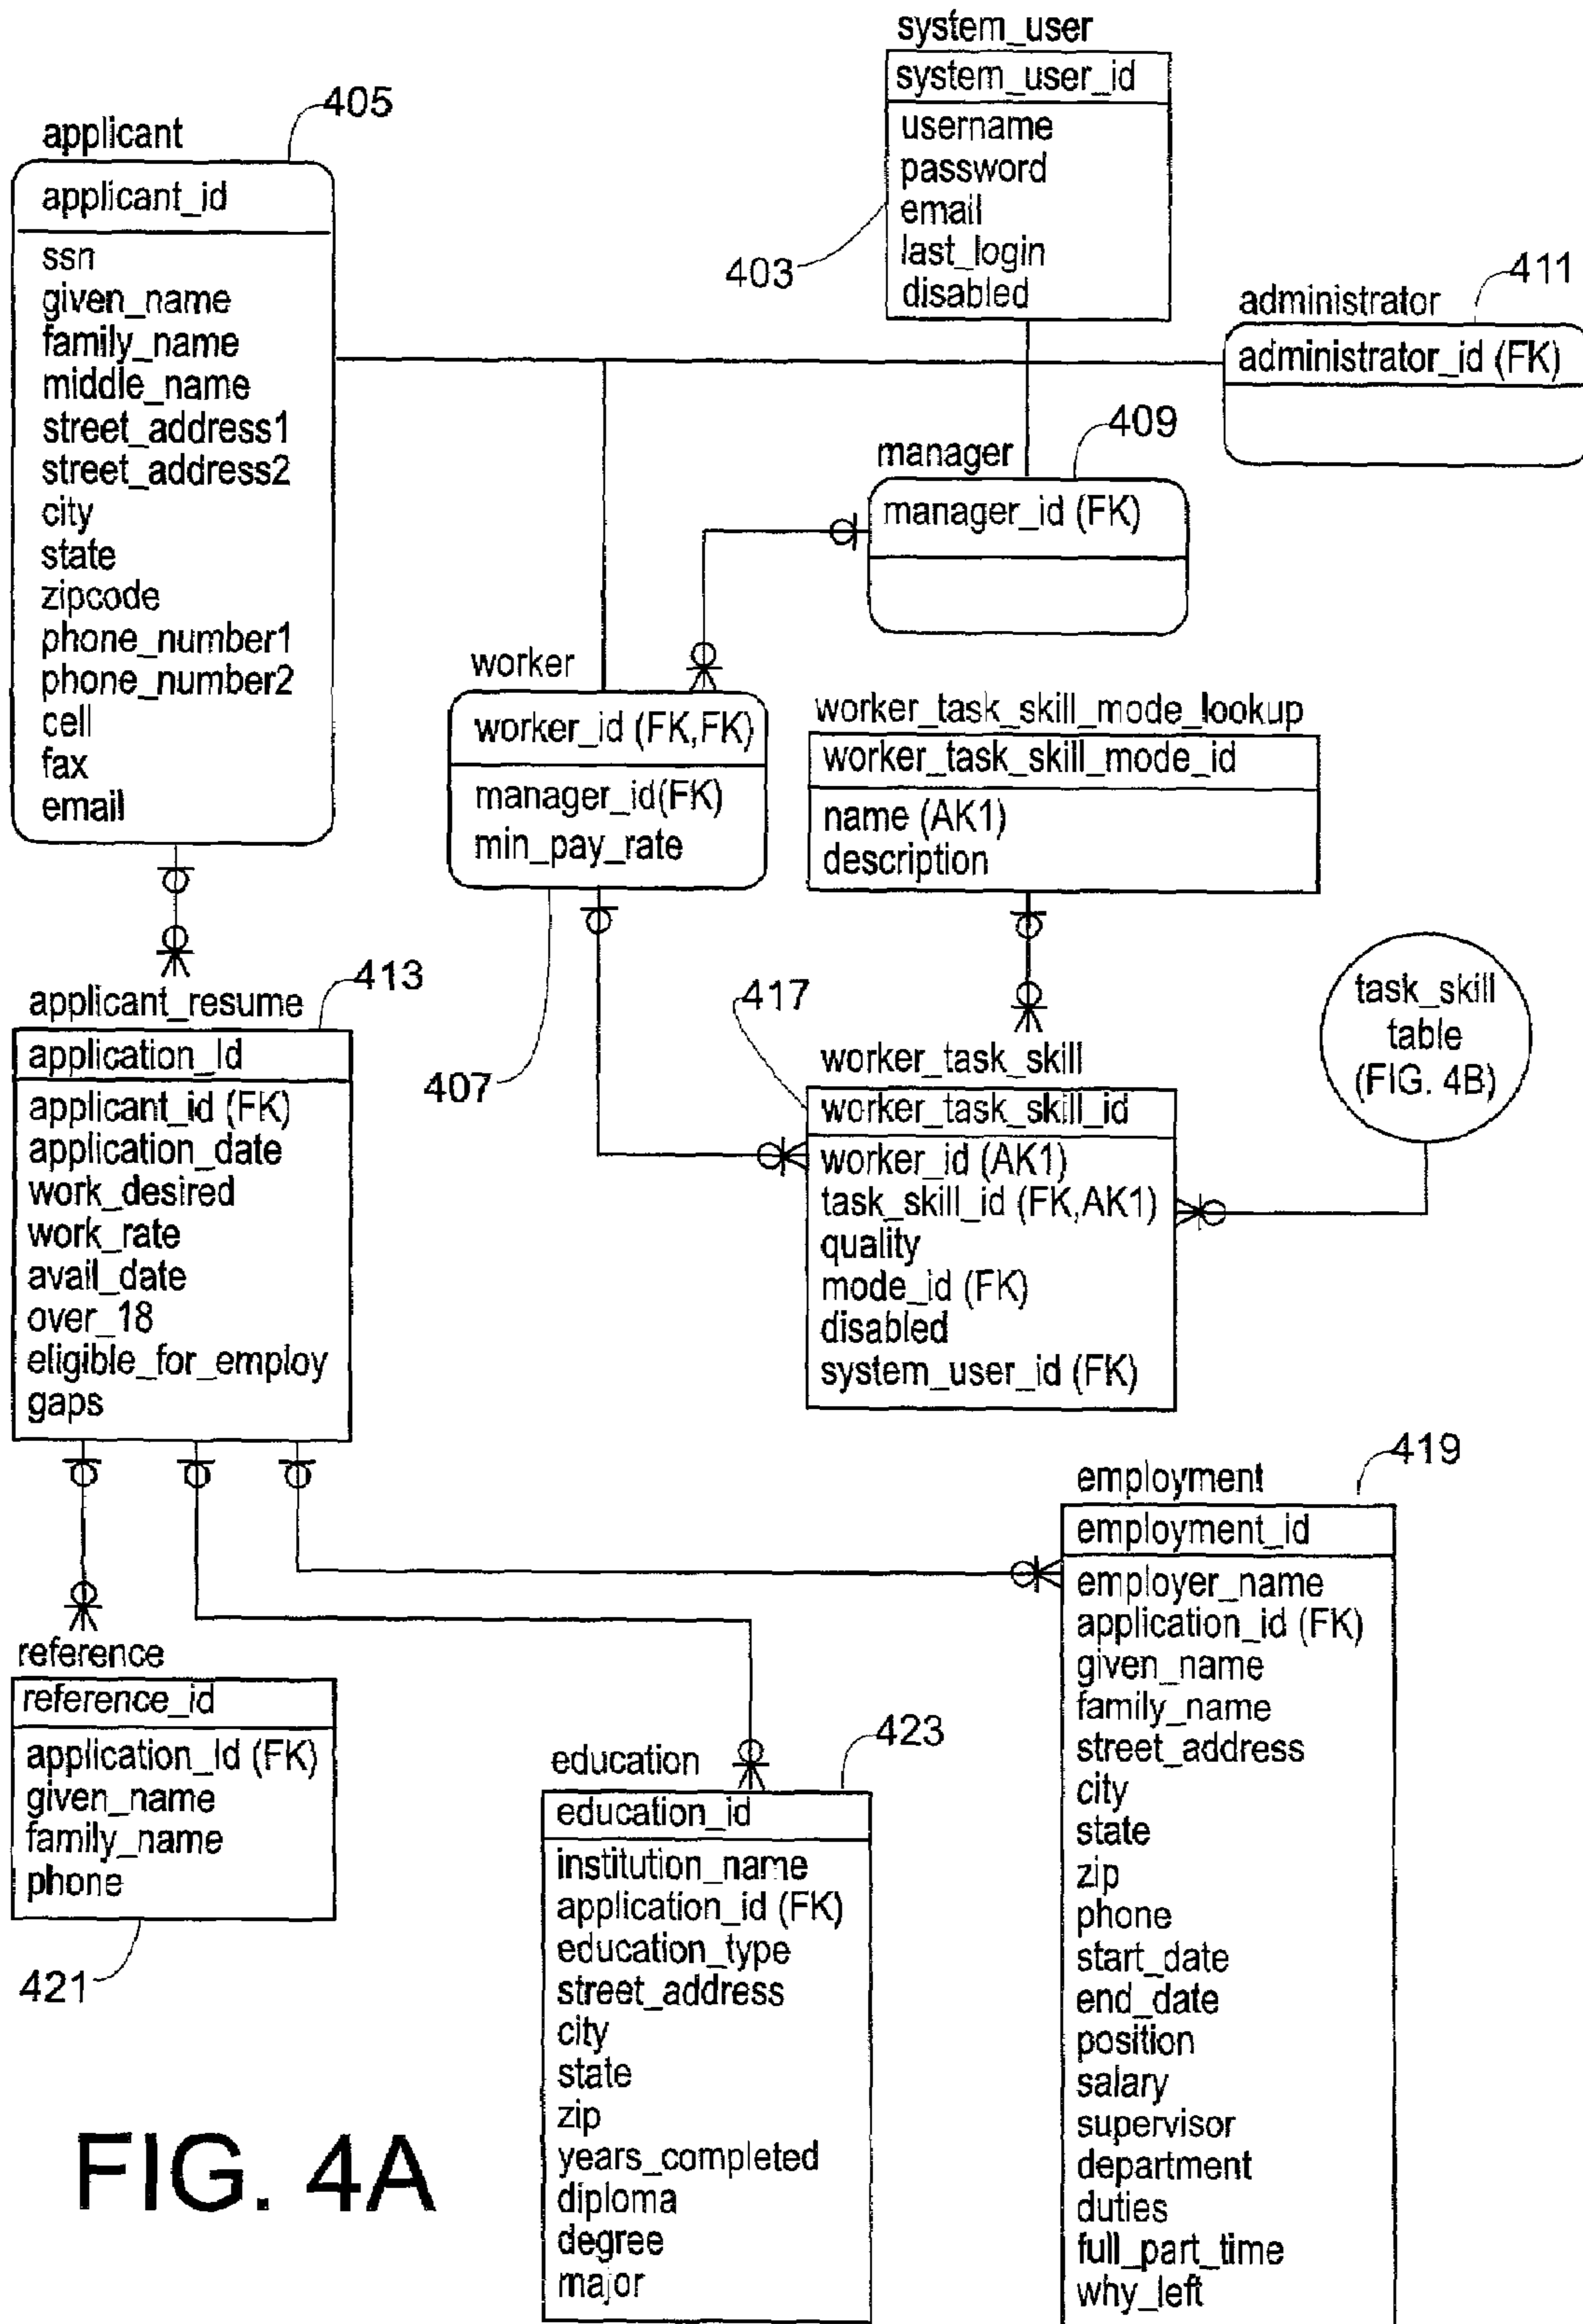 system_user
system_user_id
username
password
email
last_login
disabled
403
405
applicant
applicant_id
ssn
given_name
family_name
middle_name
street_address1
street_address2
city
state
zipcode
phone_number1
phone_number2
cell
fax
email
411
administrator
administrator_id (FK)
409
manager
manager_id (FK)
worker
worker_id (FK,FK)
manager_id(FK)
min_pay_rate
407
worker_task_skill_mode_lookup
worker_task_skill_mode_id
name (AK1)
description
task_skill
table
(FIG. 4B)
413
applicant_resume
application_Id
applicant_id (FK)
application_date
work_desired
work_rate
avail_date
over_18
eligible_for_employ
gaps
417
worker_task_skill
worker_task_skill_id
worker_id (AK1)
task_skill_id (FK,AK1)
quality
mode_id (FK)
disabled
system_user_id (FK)
419
employment
employment_id
employer_name
application_id (FK)
given_name
family_name
street_address
city
state
zip
phone
start_date
end_date
position
salary
supervisor
department
duties
full_part_time
why_left
reference
reference_id
application_Id (FK)
given_name
family_name
phone
421
423
education
education_id
institution_name
application_id (FK)
education_type
street_address
city
state
zip
years_completed
diploma
degree
major
FIG. 4A